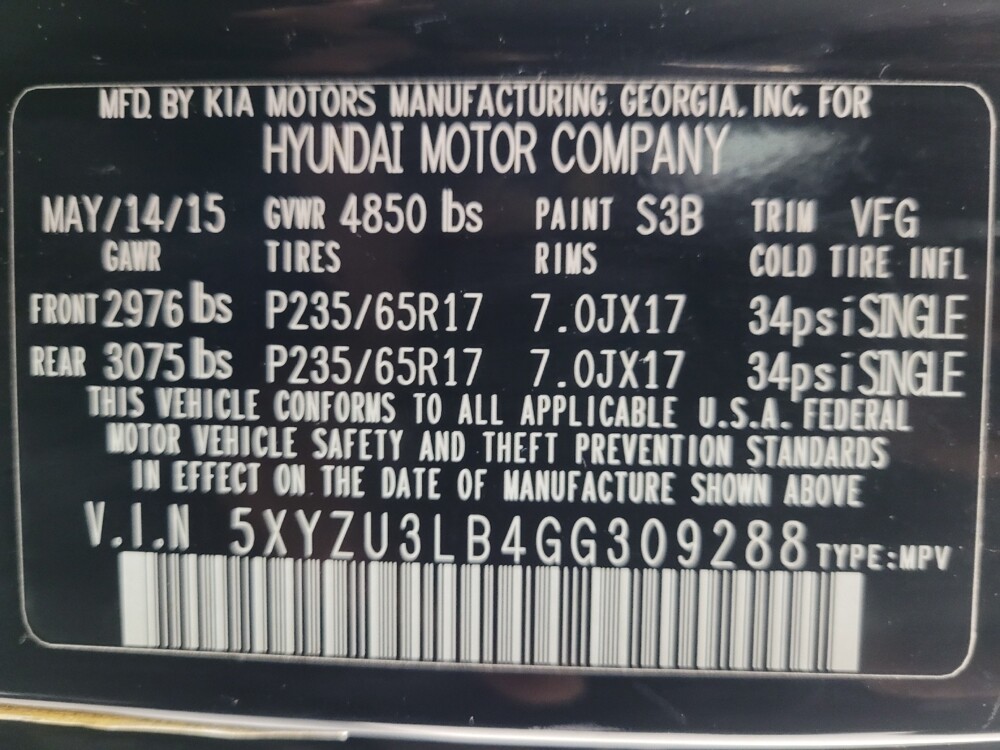 MFD. BY KIA MOTORS MANUFACTURING GEORGIA, INC. FOR
HYUNDAI MOTOR COMPANY
MAY/14/15 GVWR 4850 lbs PAINT S3B TRIM VFG
GAWR TIRES RIMS COLD TIRE INFL
FRONT 2976 lbs P235/65R17 7.0JX17 34psi SINGLE
REAR 3075 lbs P235/65R17 7.0JX17 34psi SINGLE
THIS VEHICLE CONFORMS TO ALL APPLICABLE U.S.A. FEDERAL
MOTOR VEHICLE SAFETY AND THEFT PREVENTION STANDARDS
IN EFFECT ON THE DATE OF MANUFACTURE SHOWN ABOVE
V.I.N 5XYZU3LB4GG309288 TYPE:MPV